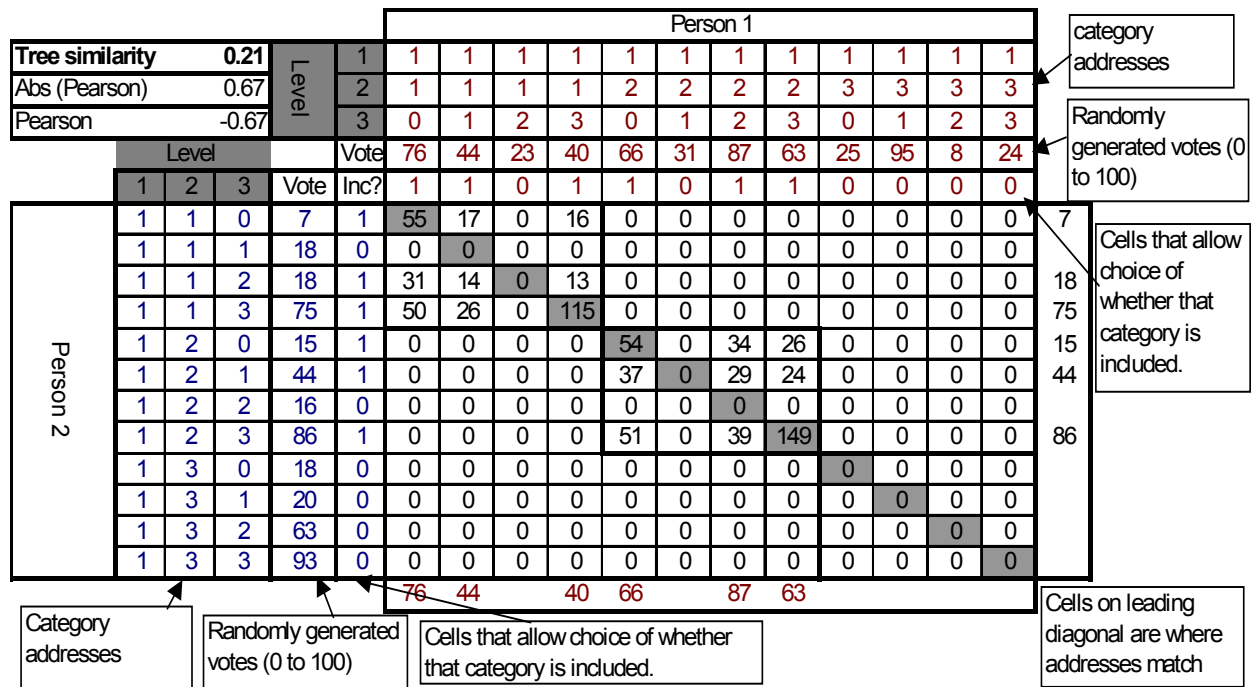 Person 1
Tree similarity 0.21 Level 1 1 1 1 1 1 1 1 1 1 1 1 1
Abs (Pearson) 0.67 2 1 1 1 1 2 2 2 2 3 3 3 3
Pearson -0.67 3 0 1 2 3 0 1 2 3 0 1 2 3
Level Vote 76 44 23 40 66 31 87 63 25 95 8 24
1 2 3 Vote Inc? 1 1 0 1 1 0 1 1 0 0 0 0
Person 2
1 1 0 7 1 55 17 0 16 0 0 0 0 0 0 0 0 7
1 1 1 18 0 0 0 0 0 0 0 0 0 0 0 0 0
1 1 2 18 1 31 14 0 13 0 0 0 0 0 0 0 0 18
1 1 3 75 1 50 26 0 115 0 0 0 0 0 0 0 0 75
1 2 0 15 1 0 0 0 0 54 0 34 26 0 0 0 0 15
1 2 1 44 1 0 0 0 0 37 0 29 24 0 0 0 0 44
1 2 2 16 0 0 0 0 0 0 0 0 0 0 0 0 0
1 2 3 86 1 0 0 0 0 51 0 39 149 0 0 0 0 86
1 3 0 18 0 0 0 0 0 0 0 0 0 0 0 0 0
1 3 1 20 0 0 0 0 0 0 0 0 0 0 0 0 0
1 3 2 63 0 0 0 0 0 0 0 0 0 0 0 0 0
1 3 3 93 0 0 0 0 0 0 0 0 0 0 0 0 0
76 44 40 66 87 63
category
addresses
Randomly
generated votes (0
to 100)
Cells that allow
choice of
whether that
category is
included.
Category
addresses
Randomly generated
votes (0 to 100)
Cells that allow choice of whether
that category is included.
Cells on leading
diagonal are where
addresses match